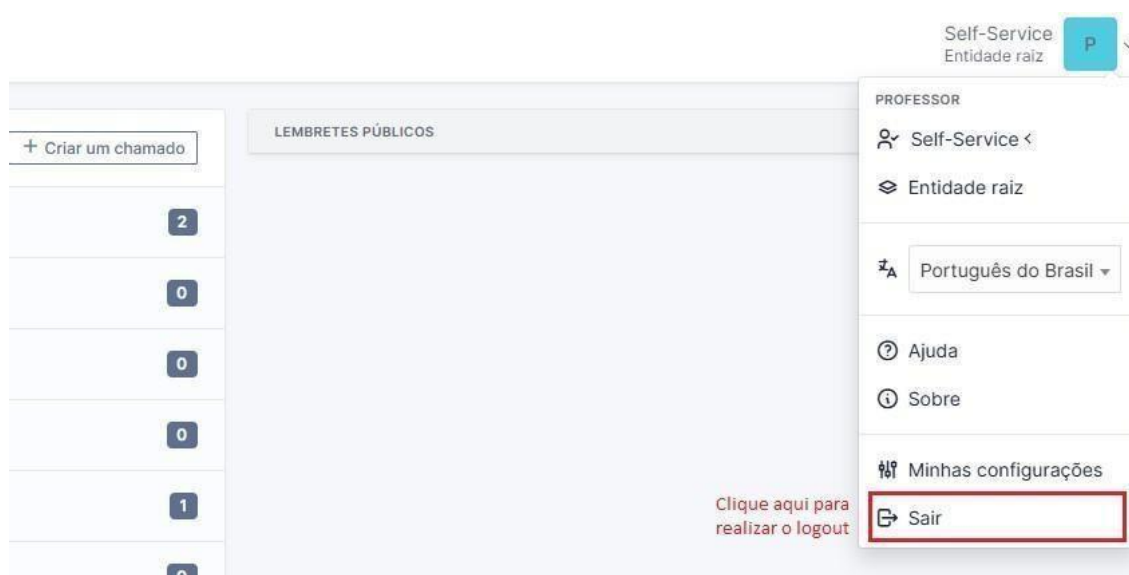 Self-Service
Entidade raiz
P
PROFESSOR
Self-Service
Entidade raiz
Português do Brasil
Ajuda
Sobre
Minhas configurações
Sair
+ Criar um chamado
2
0
0
0
1
LEMBRETES PÚBLICOS
Clique aqui para
realizar o logout